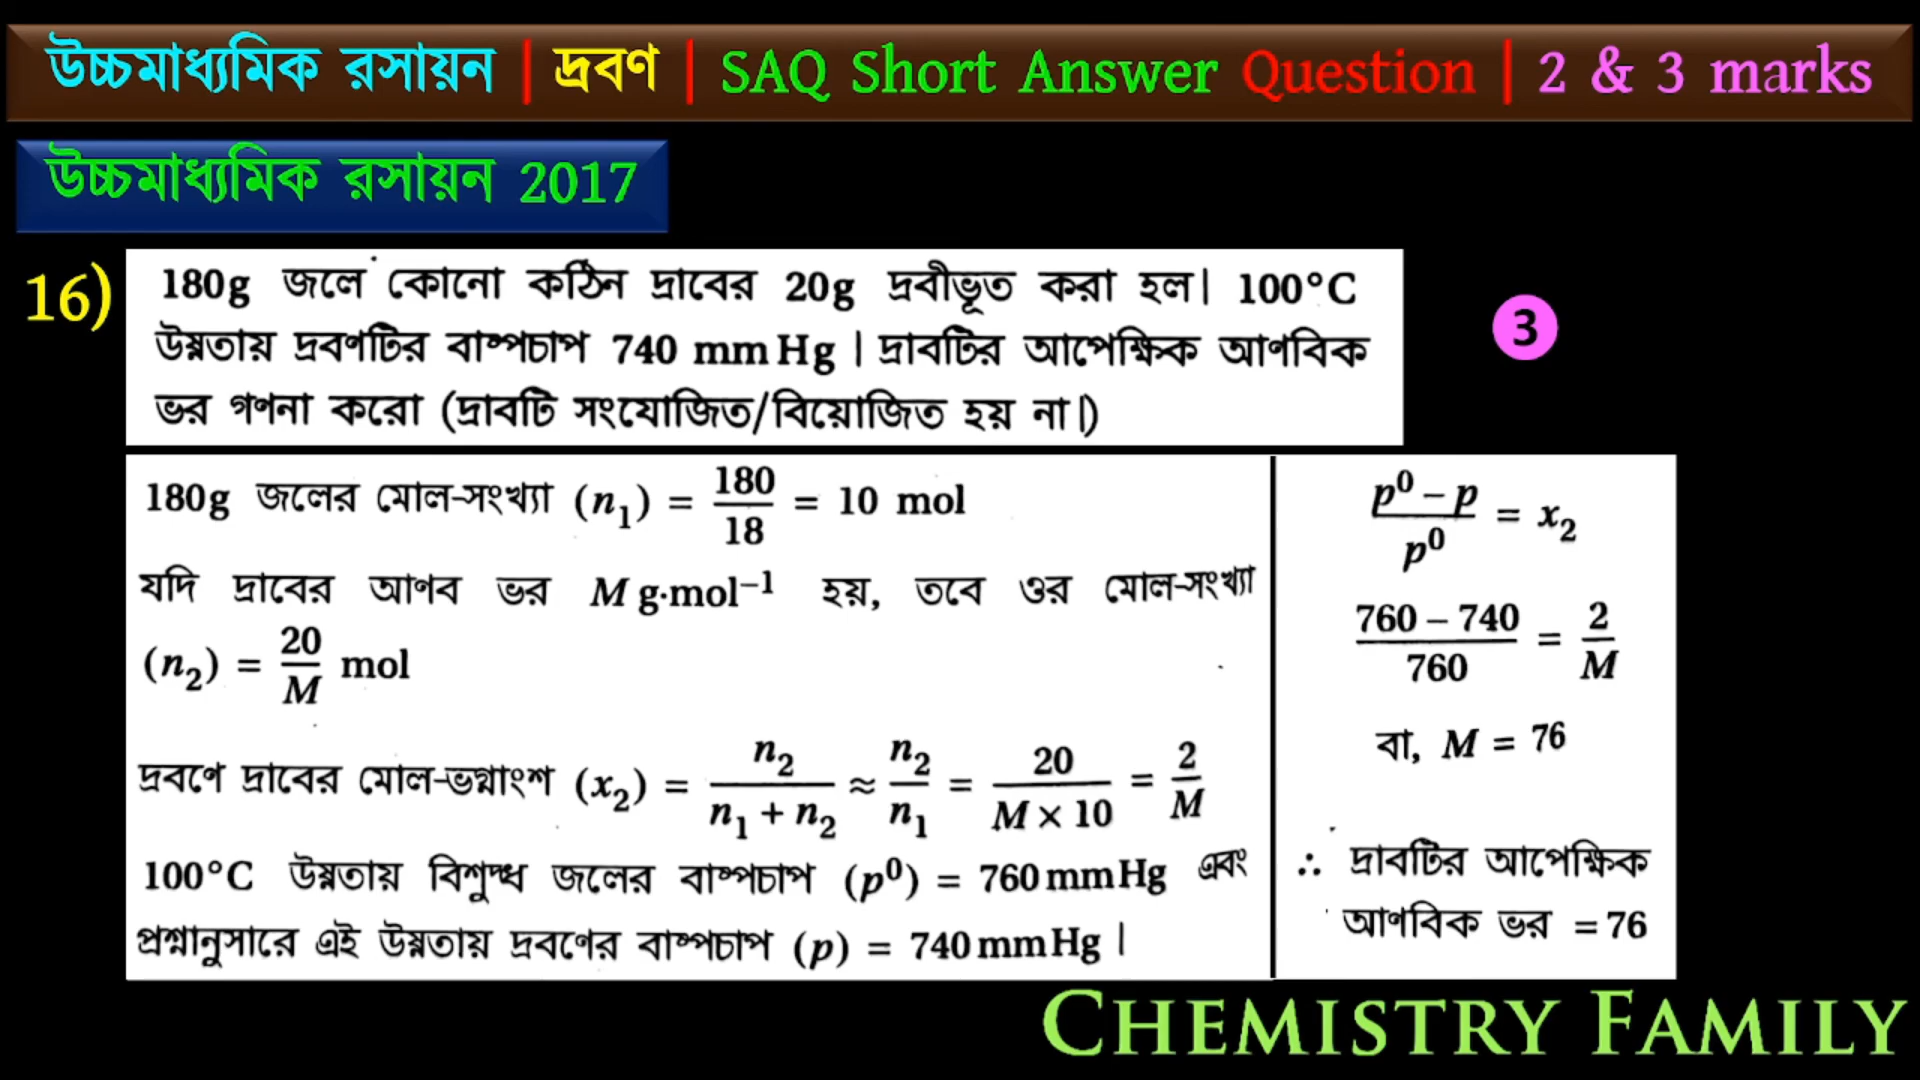 উচ্চমাধ্যমিক রসায়ন | দ্রবণ | SAQ Short Answer Question | 2 & 3 marks
উচ্চমাধ্যমিক রসায়ন 2017
16) 180g জলে কোনো কঠিন দ্রাবের 20g দ্রবীভূত করা হল। 100°C
উষ্ণতায় দ্রবণটির বাষ্পচাপ 740 mmHg। দ্রাবটির আপেক্ষিক আণবিক
ভর গণনা করো (দ্রাবটি সংযোজিত/বিয়োজিত হয় না।)
3
180g জলের মোল-সংখ্যা (n₁) = 180/18 = 10 mol
যদি দ্রাবের আণব ভর M g·mol⁻¹ হয়, তবে ওর মোল-সংখ্যা
(n₂) = 20/M mol
দ্রবণে দ্রাবের মোল-ভগ্নাংশ (x₂) = n₂/(n₁ + n₂) ≈ n₂/n₁ = 20/(M × 10) = 2/M
100°C উষ্ণতায় বিশুদ্ধ জলের বাষ্পচাপ (p⁰) = 760mmHg এবং
প্রশ্নানুসারে এই উষ্ণতায় দ্রবণের বাষ্পচাপ (p) = 740mmHg।
(p⁰ – p)/p⁰ = x₂
(760 – 740)/760 = 2/M
বা, M = 76
∴ দ্রাবটির আপেক্ষিক
আণবিক ভর = 76
CHEMISTRY FAMILY